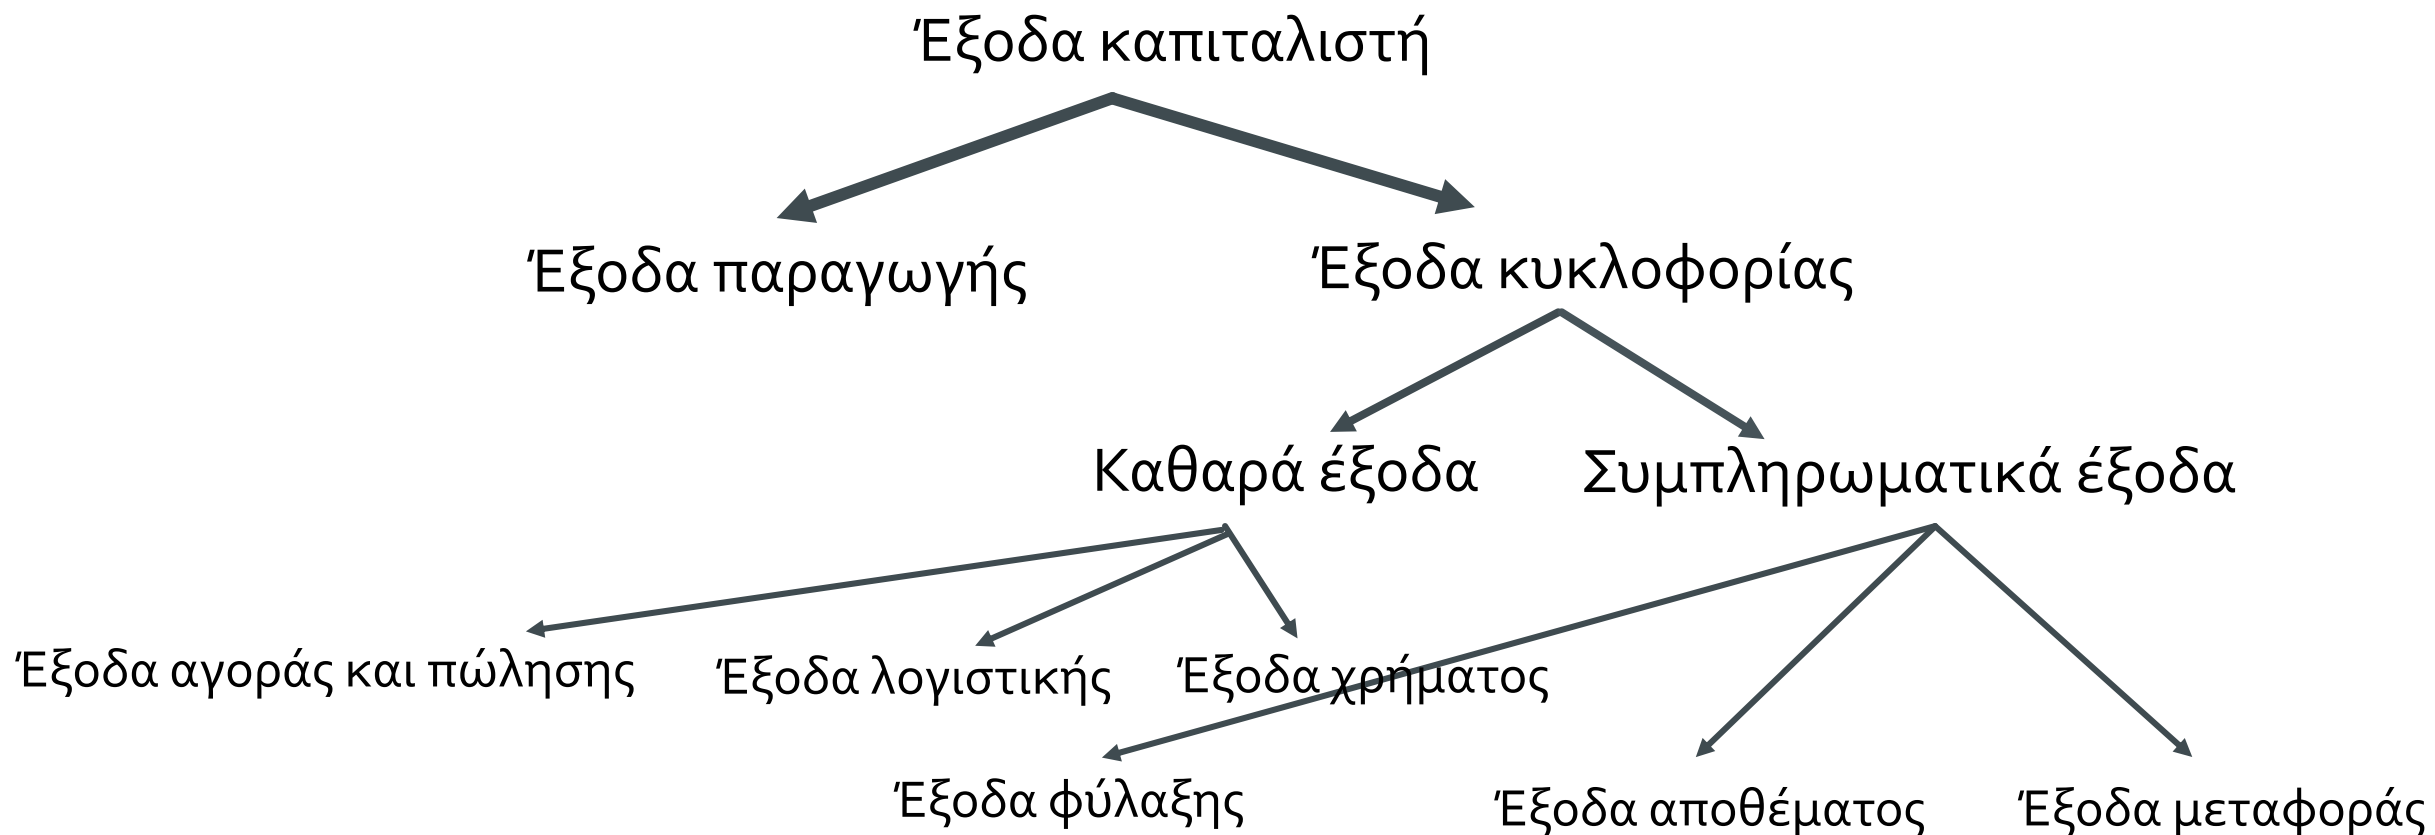 Έξοδα καπιταλιστή
Έξοδα παραγωγής
Έξοδα κυκλοφορίας
Καθαρά έξοδα
Συμπληρωματικά έξοδα
Έξοδα αγοράς και πώλησης
Έξοδα λογιστικής
Έξοδα χρήματος
Έξοδα φύλαξης
Έξοδα αποθέματος
Έξοδα μεταφοράς